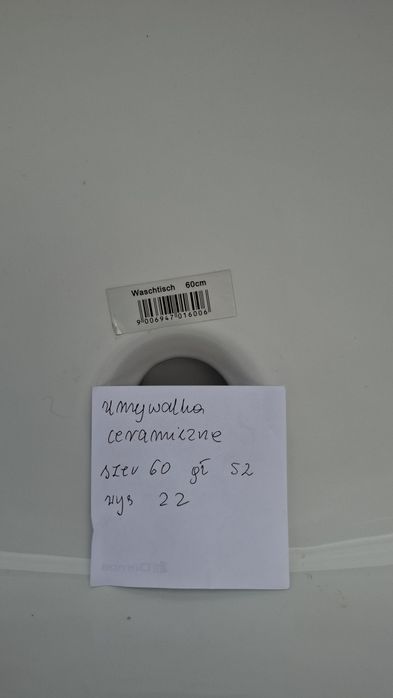 Waschtisch 60cm
9 006947 016006
umywalka
ceramiczne
szer 60 gł 52
wys 22